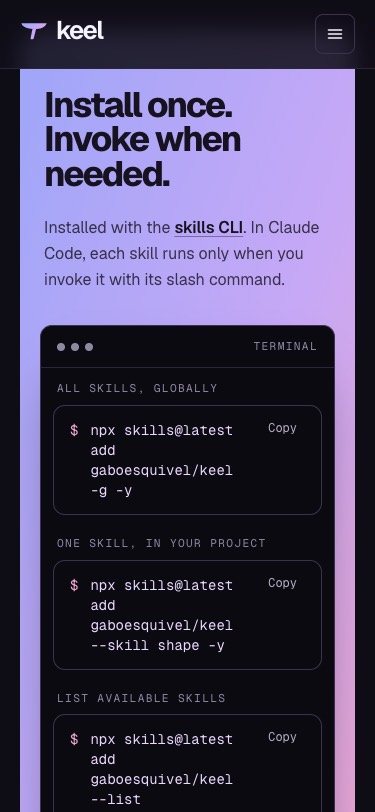 keel
Install once.
Invoke when
needed.
Installed with the skills CLI. In Claude
Code, each skill runs only when you
invoke it with its slash command.
TERMINAL
ALL SKILLS, GLOBALLY
$ npx skills@latest Copy
add
gaboesquivel/keel
-g -y
ONE SKILL, IN YOUR PROJECT
$ npx skills@latest Copy
add
gaboesquivel/keel
--skill shape -y
LIST AVAILABLE SKILLS
$ npx skills@latest Copy
add
gaboesquivel/keel
--list